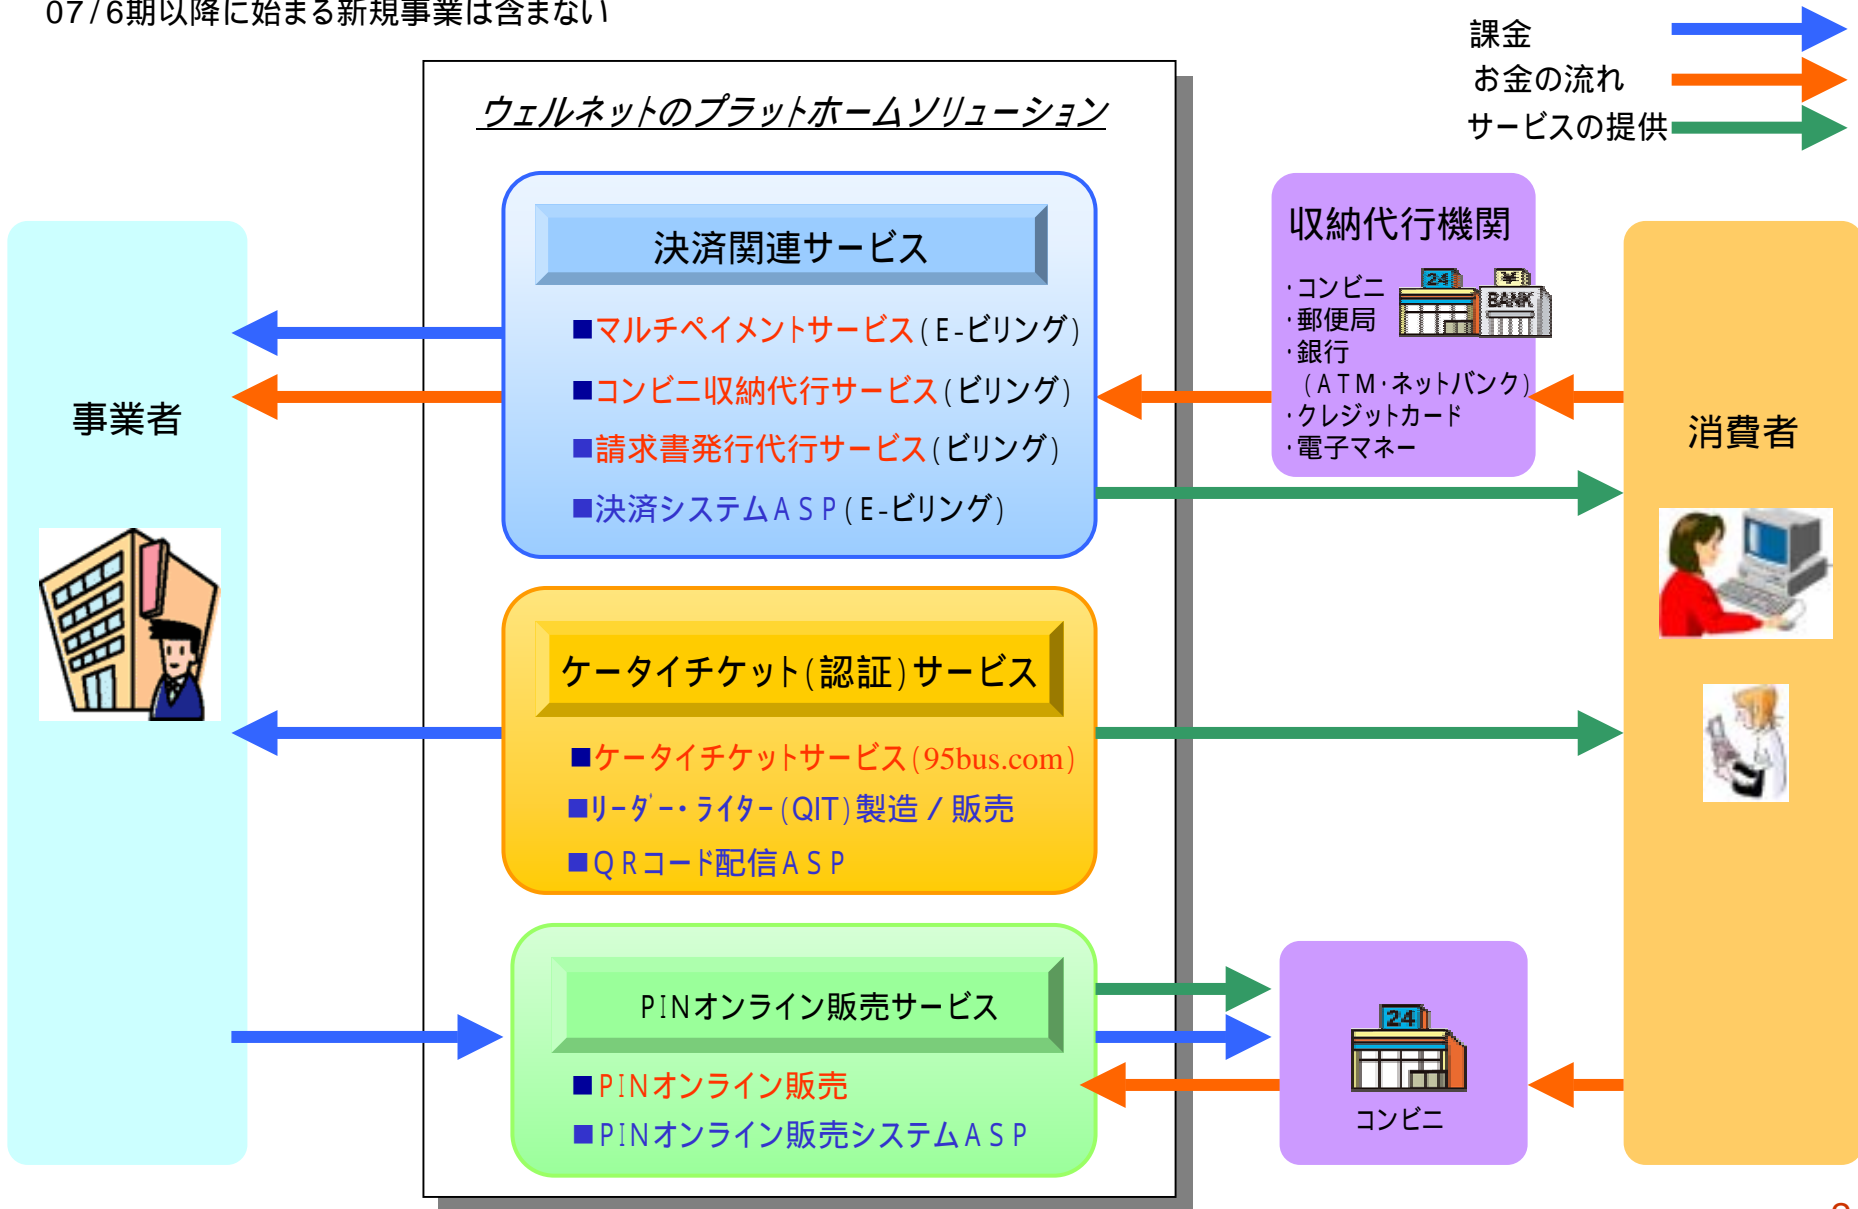 07/6期以降に始まる新規事業は含まない
課金
お金の流れ
サービスの提供
ウェルネットのプラットホームソリューション
決済関連サービス
■マルチペイメントサービス(E-ビリング)
■コンビニ収納代行サービス(ビリング)
■請求書発行代行サービス(ビリング)
■決済システムASP(E-ビリング)
収納代行機関
・コンビニ
・郵便局
・銀行
(ATM・ネットバンク)
・クレジットカード
・電子マネー
24
¥
BANK
事業者
消費者
ケータイチケット(認証)サービス
■ケータイチケットサービス(95bus.com)
■リーダー・ライター(QIT)製造/販売
■QRコード配信ASP
PINオンライン販売サービス
■PINオンライン販売
■PINオンライン販売システムASP
24
コンビニ